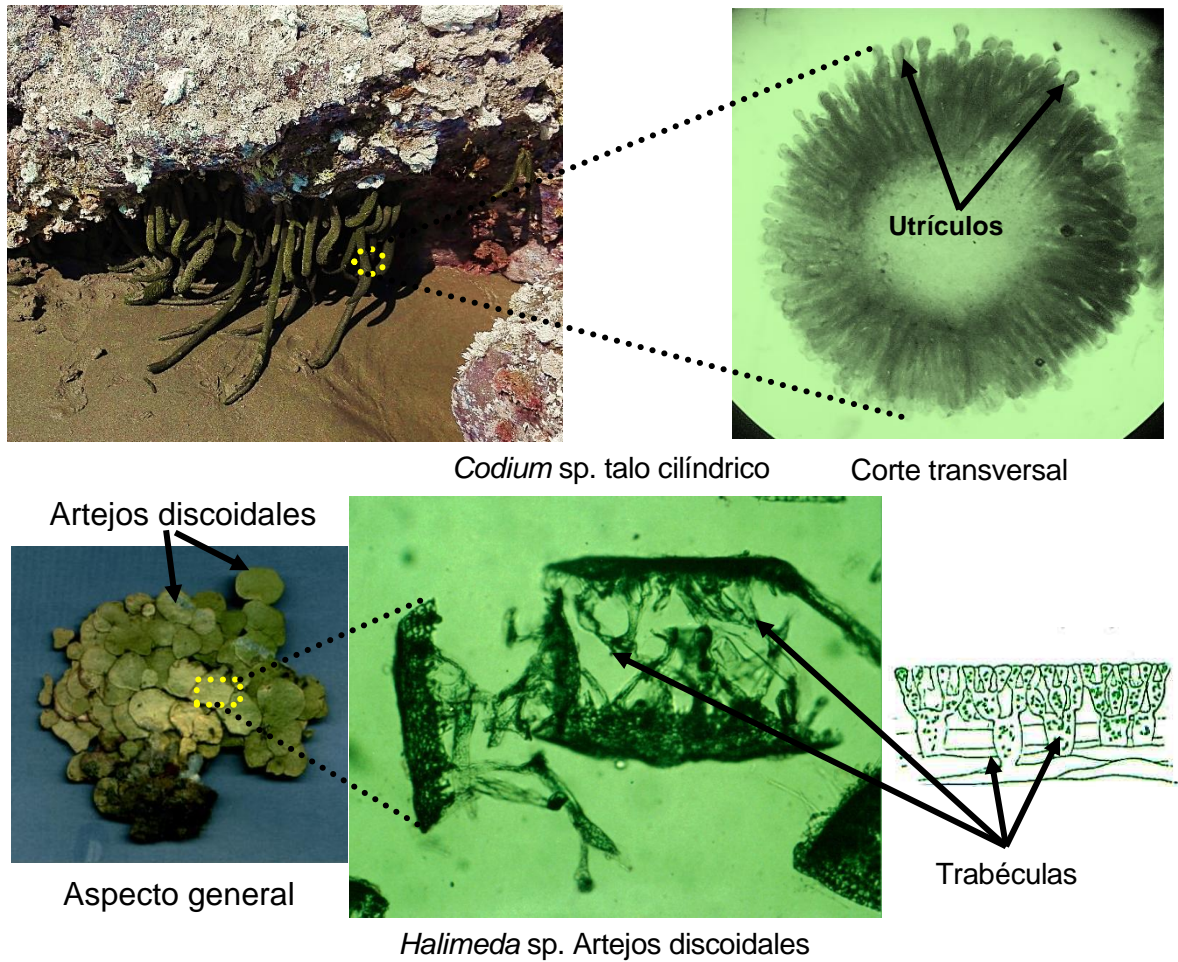 Utrículos
Codium sp. talo cilíndrico
Corte transversal
Artejos discoidales
Trabéculas
Aspecto general
Halimeda sp. Artejos discoidales